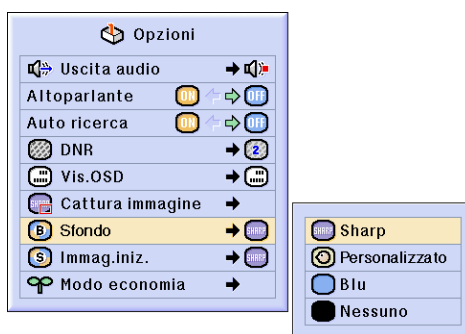 Opzioni
Uscita audio
Altoparlante ON OFF
Auto ricerca ON OFF
DNR 2
Vis.OSD
Cattura immagine
B Sfondo SHARP
S Immag.iniz. SHARP
Modo economia
SHARP Sharp
Personalizzato
Blu
Nessuno